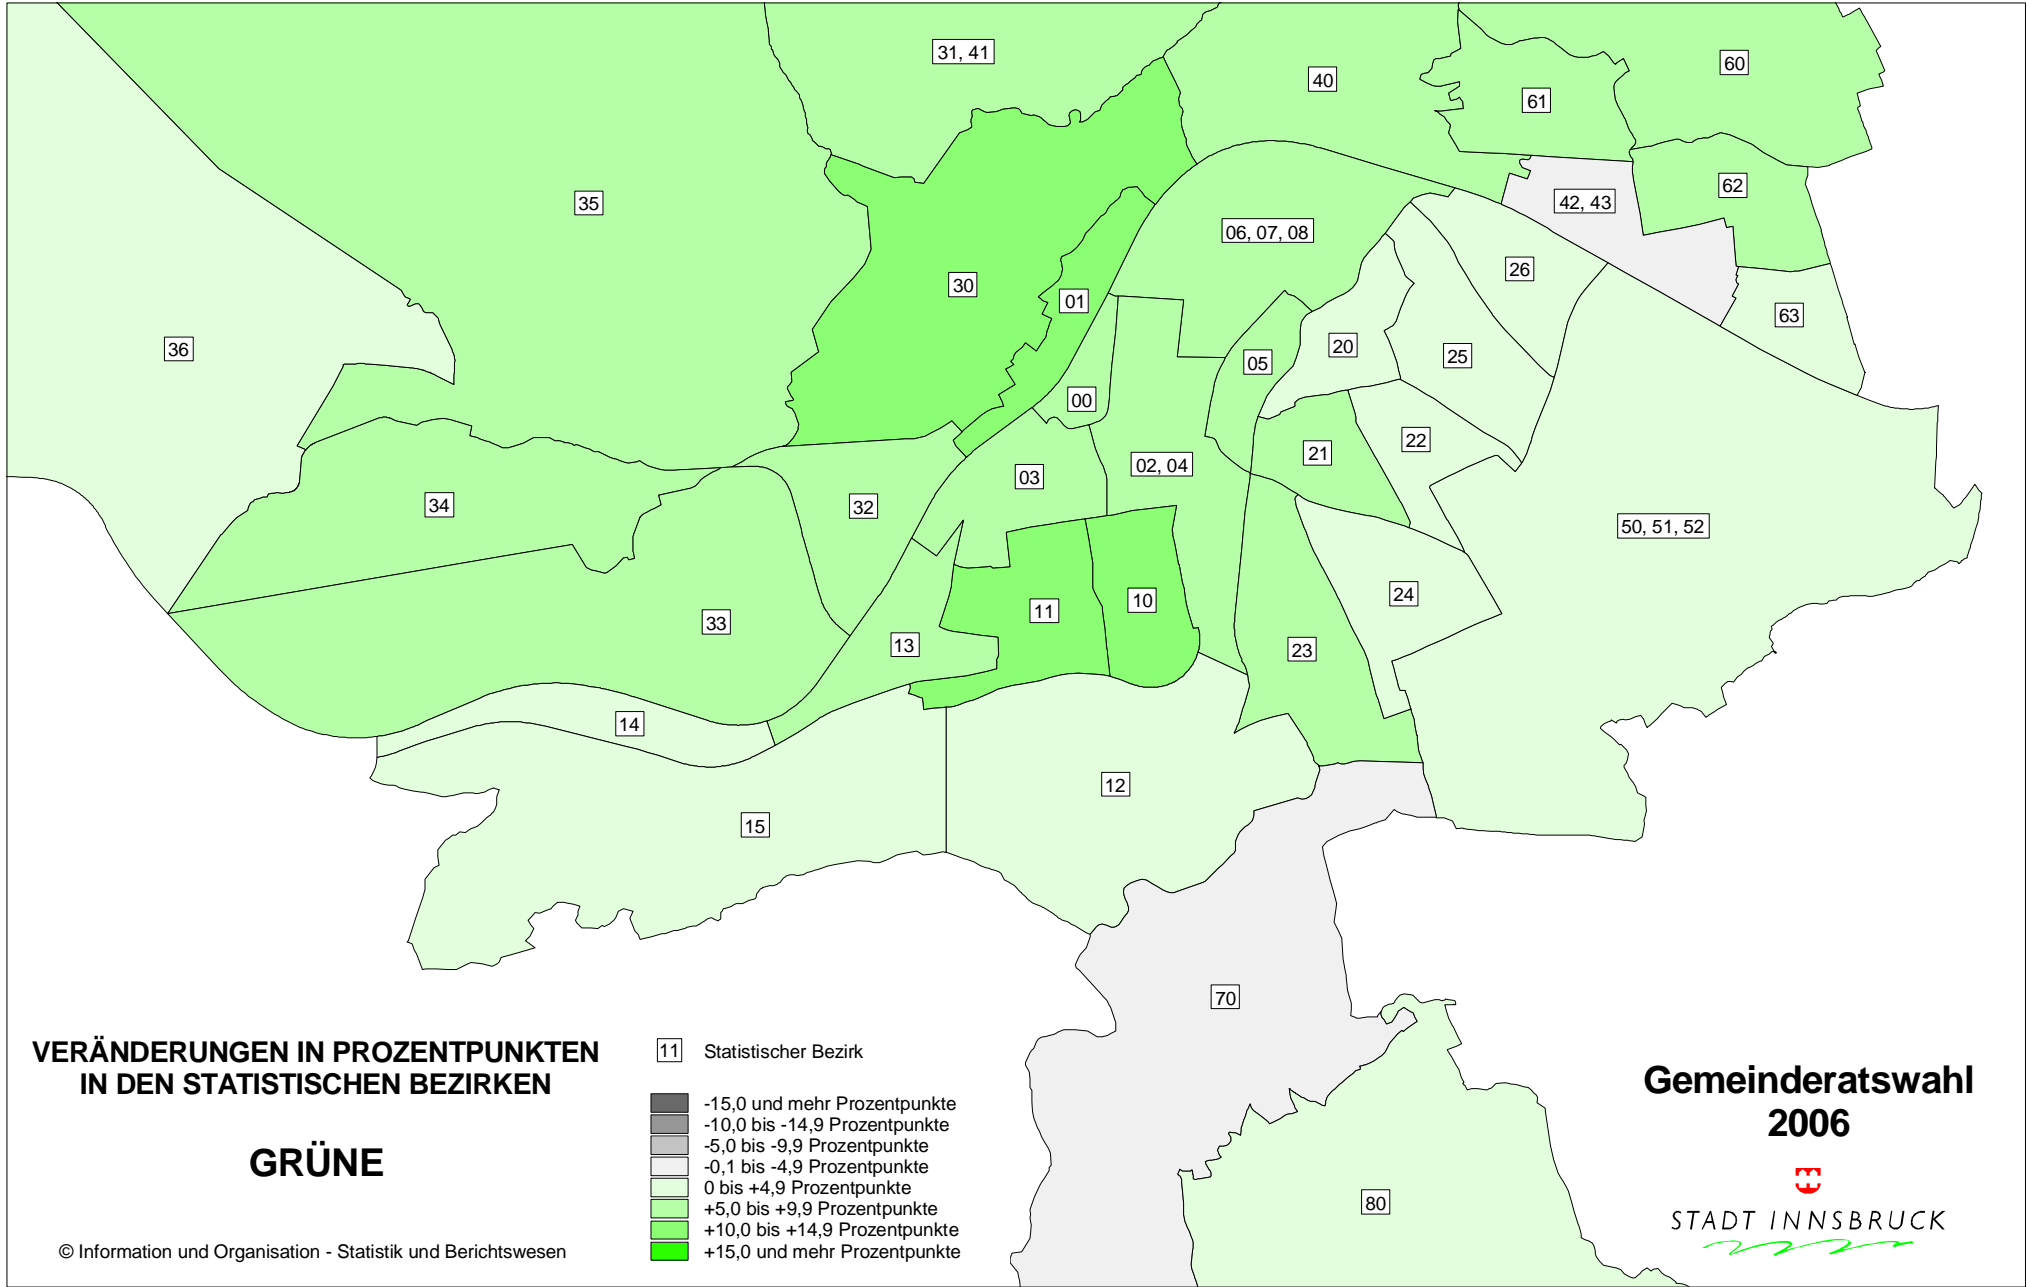 31, 41
40
60
61
35
62
42, 43
06, 07, 08
26
30
01
63
36
20
25
05
00
22
21
02, 04
03
34
32
50, 51, 52
24
10
11
33
13
23
14
12
15
70
80
VERÄNDERUNGEN IN PROZENTPUNKTEN
IN DEN STATISTISCHEN BEZIRKEN
GRÜNE
© Information und Organisation - Statistik und Berichtswesen
11 Statistischer Bezirk
-15,0 und mehr Prozentpunkte
-10,0 bis -14,9 Prozentpunkte
-5,0 bis -9,9 Prozentpunkte
-0,1 bis -4,9 Prozentpunkte
0 bis +4,9 Prozentpunkte
+5,0 bis +9,9 Prozentpunkte
+10,0 bis +14,9 Prozentpunkte
+15,0 und mehr Prozentpunkte
Gemeinderatswahl
2006
STADT INNSBRUCK